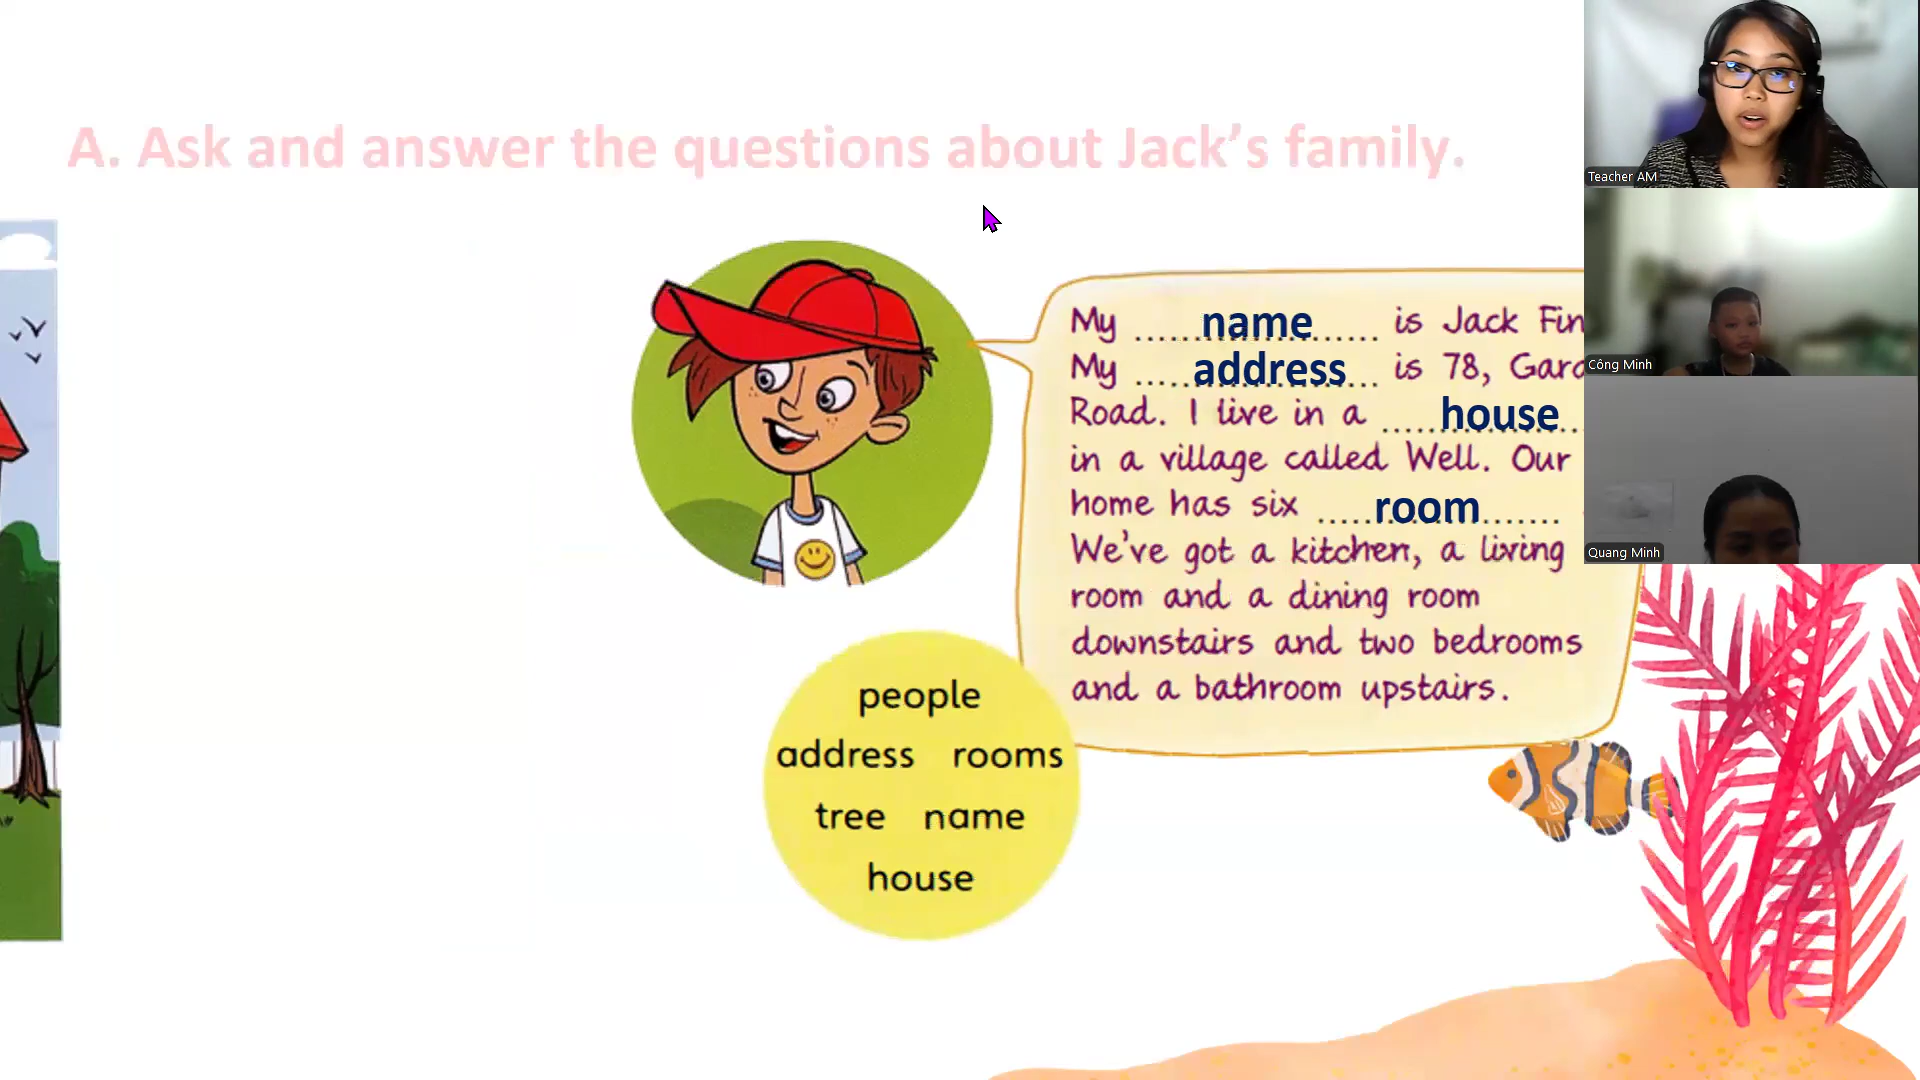 A. Ask and answer the questions about Jack's family.
My name is Jack Fin
My address is 78, Gard
Road. I live in a house
in a village called Well. Our
home has six room
We've got a kitchen, a living
room and a dining room
downstairs and two bedrooms
and a bathroom upstairs.
people
address rooms
tree name
house
Teacher AM
Công Minh
Quang Minh